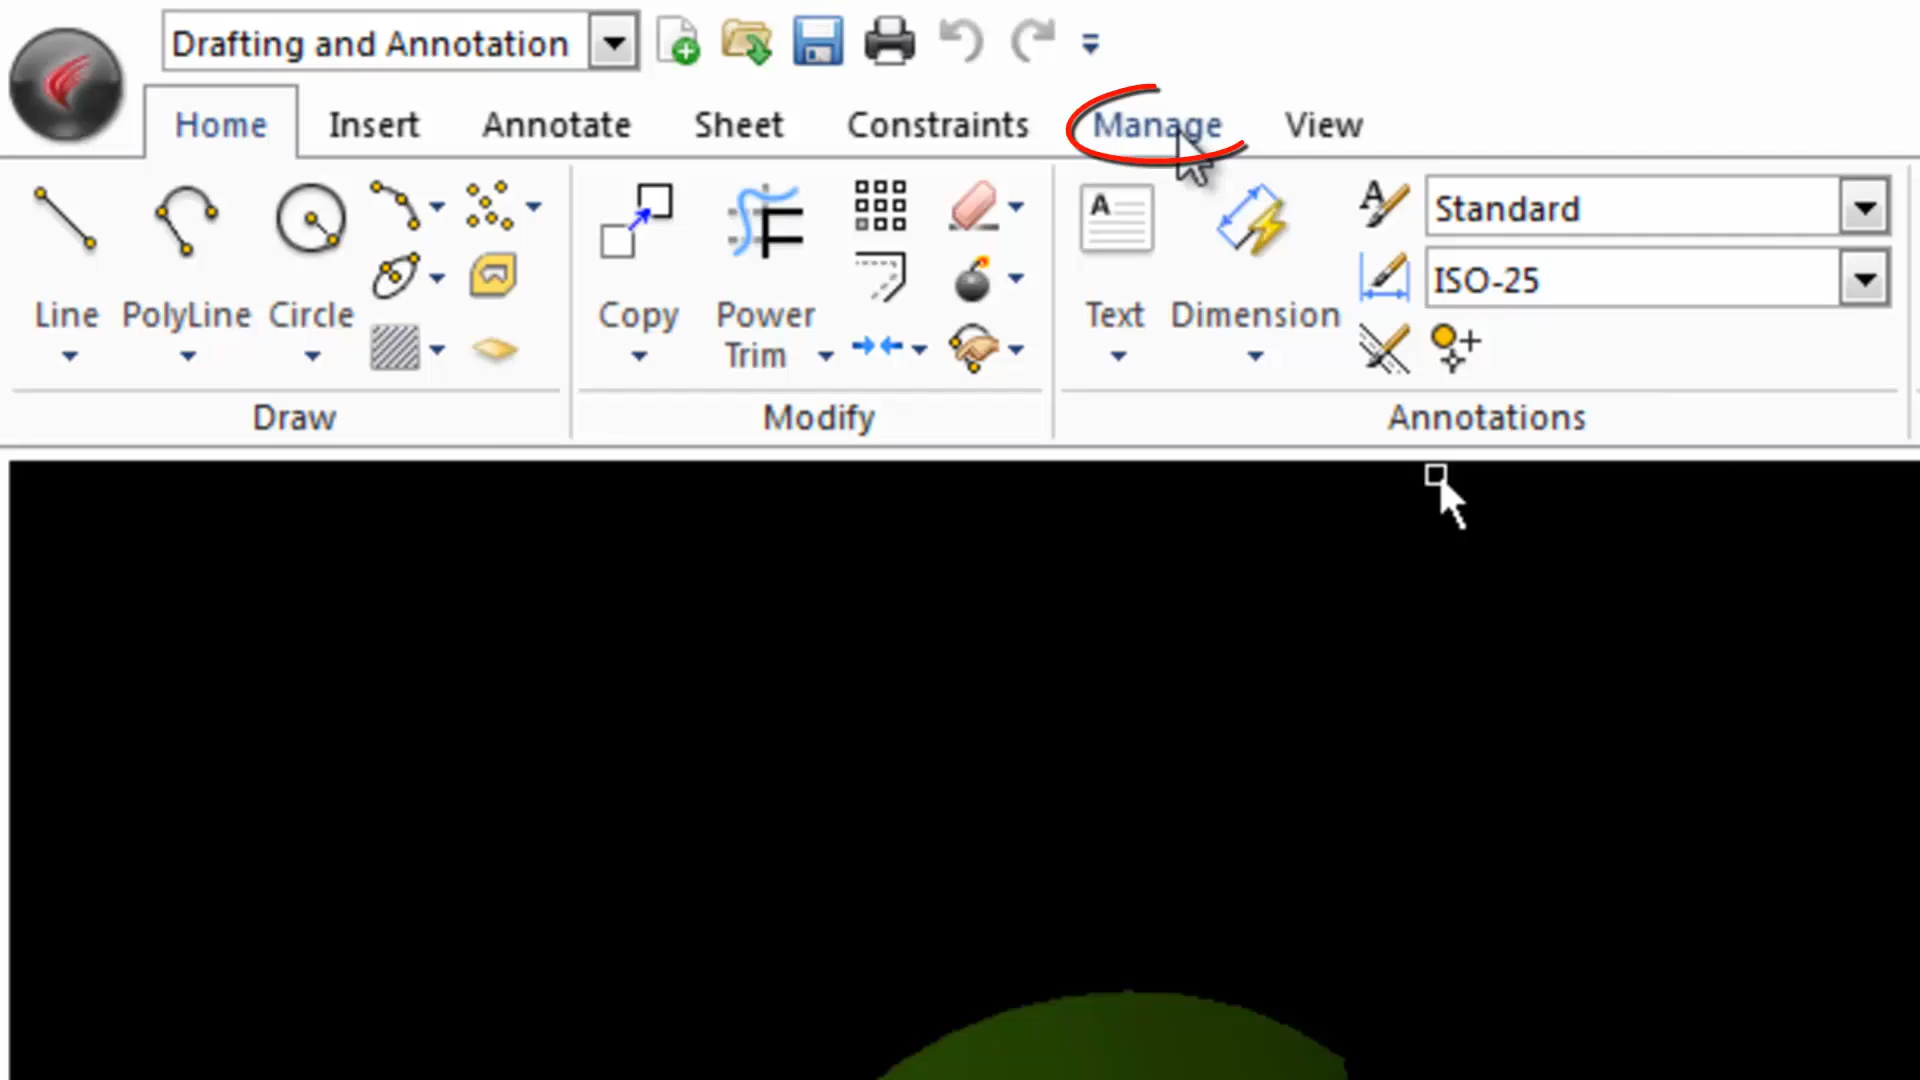 Drafting and Annotation
Home Insert Annotate Sheet Constraints Manage View
A Standard
A
ISO-25
Line PolyLine Circle Copy Power Trim Text Dimension
Draw Modify Annotations